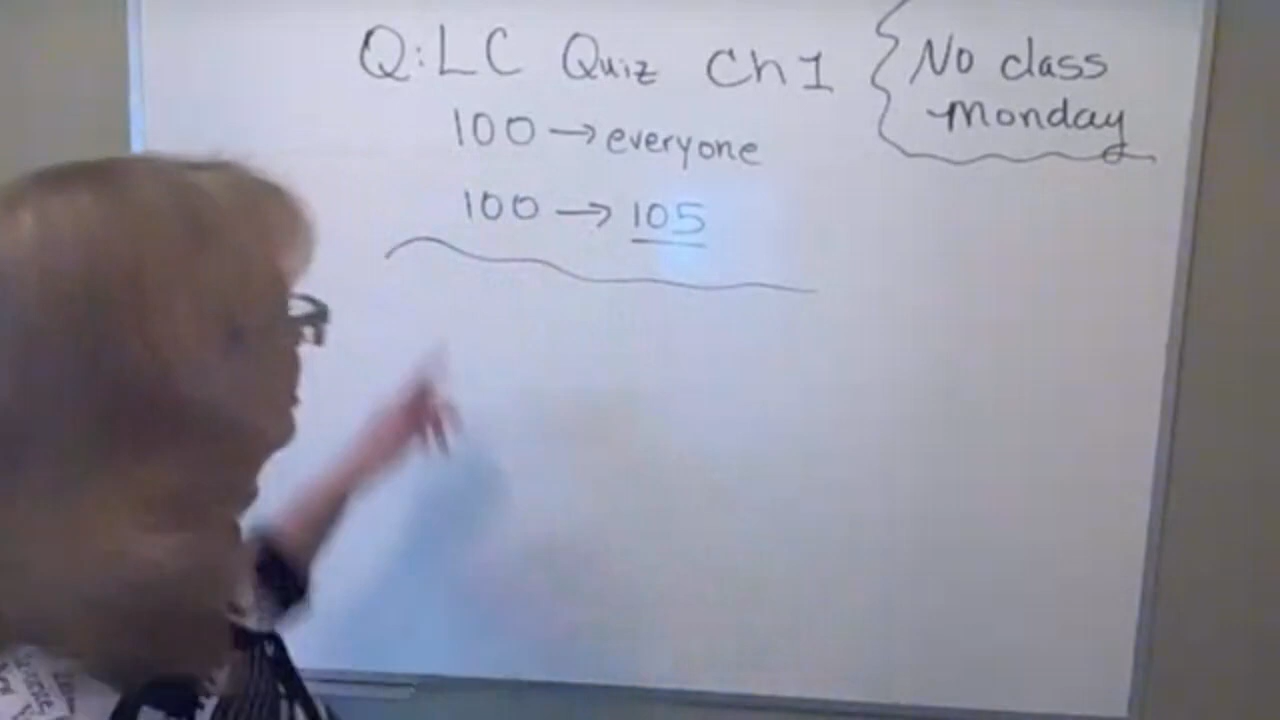 Q: LC Quiz Ch 1
100 → everyone
100 → 105
No class
Monday